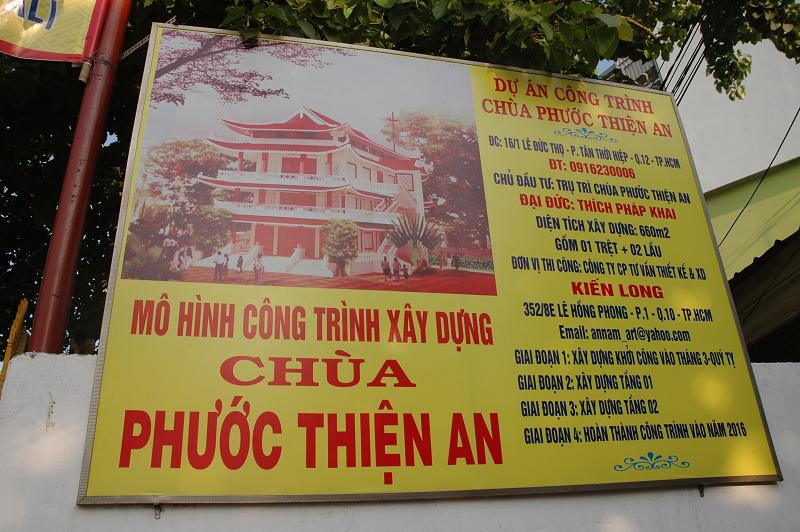 MÔ HÌNH CÔNG TRÌNH XÂY DỰNG
CHÙA
PHƯỚC THIỆN AN
DỰ ÁN CÔNG TRÌNH
CHÙA PHƯỚC THIỆN AN
ĐC: 16/1 LÊ ĐỨC THỌ - P. TÂN THỚI HIỆP - Q.12 - TP.HCM
ĐT: 0916230006
CHỦ ĐẦU TƯ: TRỤ TRÌ CHÙA PHƯỚC THIỆN AN
ĐẠI ĐỨC: THÍCH PHÁP KHAI
DIỆN TÍCH XÂY DỰNG: 660m2
GỒM 01 TRỆT + 02 LẦU
ĐƠN VỊ THI CÔNG: CÔNG TY CP TƯ VẤN THIẾT KẾ & XD
KIẾN LONG
352/8E LÊ HỒNG PHONG - P.1 - Q.10 - TP.HCM
Email: annam_art@yahoo.com
GIAI ĐOẠN 1: XÂY DỰNG KHỞI CÔNG VÀO THÁNG 3-QUÝ TỴ
GIAI ĐOẠN 2: XÂY DỰNG TẦNG 01
GIAI ĐOẠN 3: XÂY DỰNG TẦNG 02
GIAI ĐOẠN 4: HOÀN THÀNH CÔNG TRÌNH VÀO NĂM 2016